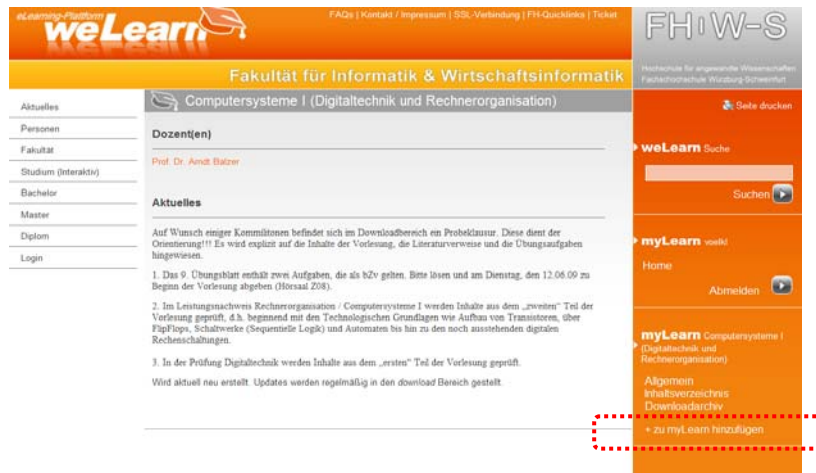 eLearning-Plattform
weLearn
FAQs | Kontakt / Impressum | SSL-Verbindung | FH-Quicklinks | Ticket
FH W-S
Hochschule für angewandte Wissenschaften
Fachhochschule Würzburg-Schweinfurt
Fakultät für Informatik & Wirtschaftsinformatik
Aktuelles
Personen
Fakultät
Studium (Interaktiv)
Bachelor
Master
Diplom
Login
Computersysteme I (Digitaltechnik und Rechnerorganisation)
Dozent(en)
Prof. Dr. Arndt Balzer
Aktuelles
Auf Wunsch einiger Kommilitonen befindet sich im Downloadbereich ein Probeklausur. Diese dient der
Orientierung!!! Es wird explizit auf die Inhalte der Vorlesung, die Literaturverweise und die Übungsaufgaben
hingewiesen.
1. Das 9. Übungsblatt enthält zwei Aufgaben, die als bZv gelten. Bitte lösen und am Dienstag, den 12.06.09 zu
Beginn der Vorlesung abgeben (Hörsaal Z08).
2. Im Leistungsnachweis Rechnerorganisation / Computersysteme I werden Inhalte aus dem „zweiten“ Teil der
Vorlesung geprüft, d.h. beginnend mit den Technologischen Grundlagen wie Aufbau von Transistoren, über
FlipFlops, Schaltwerke (Sequentielle Logik) und Automaten bis hin zu den noch ausstehenden digitalen
Rechenschaltungen.
3. In der Prüfung Digitaltechnik werden Inhalte aus dem „ersten“ Teil der Vorlesung geprüft.
Wird aktuell neu erstellt. Updates werden regelmäßig in den download Bereich gestellt.
Seite drucken
weLearn Suche
Suchen
myLearn voelkl
Home
Abmelden
myLearn Computersysteme I
(Digitaltechnik und
Rechnerorganisation)
Allgemein
Inhaltsverzeichnis
Downloadarchiv
+ zu myLearn hinzufügen